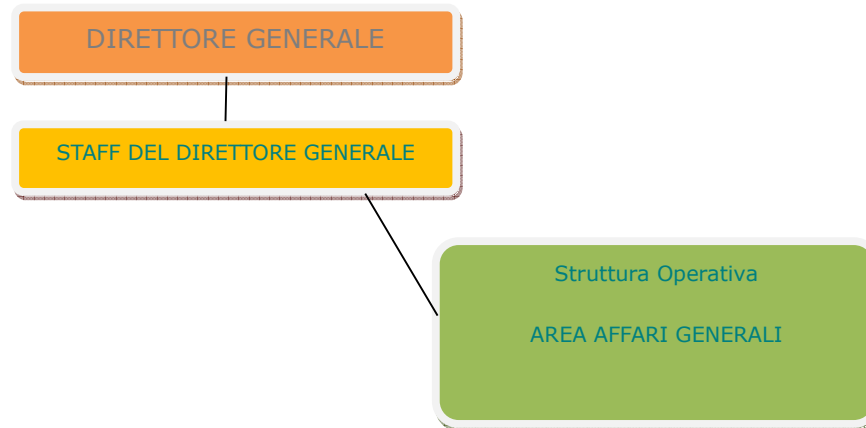 DIRETTORE GENERALE
STAFF DEL DIRETTORE GENERALE
Struttura Operativa
AREA AFFARI GENERALI